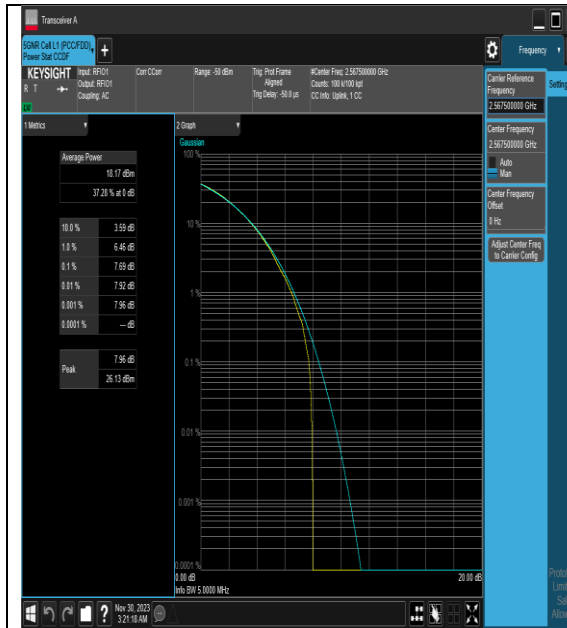 Transceiver A
5GNR Cell L1 (PCC/FDD),
Power Stat CCDF
Frequency
KEYSIGHT
R T
Input: RFIO1
Output: RFIO1
Coupling: AC
Corr CCorr
Range: -50 dBm
Trig: Prot Frame
Aligned
Trig Delay: -50.0 µs
#Center Freq: 2.567500000 GHz
Counts: 100 k/100 kpt
CC Info: Uplink, 1 CC
1 Metrics
2 Graph
Gaussian
Average Power
18.17 dBm
37.28 % at 0 dB
10.0 % 3.59 dB
1.0 % 6.46 dB
0.1 % 7.69 dB
0.01 % 7.92 dB
0.001 % 7.96 dB
0.0001 % --- dB
Peak
7.96 dB
26.13 dBm
100 %
10 %
1 %
0.1 %
0.01 %
0.001 %
0.0001 %
0.00 dB
20.00 dB
Info BW 5.0000 MHz
Carrier Reference
Frequency
2.567500000 GHz
Center Frequency
2.567500000 GHz
Auto
Man
Center Frequency
Offset
0 Hz
Adjust Center Freq
to Carrier Config
Nov 30, 2023
3:21:18 AM